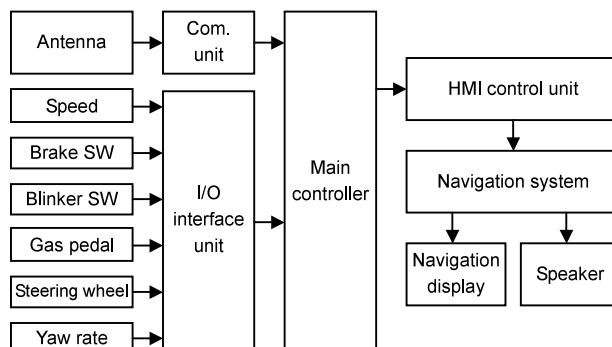 Antenna
Com.
unit
Speed
Brake SW
Blinker SW
Gas pedal
Steering wheel
Yaw rate
I/O
interface
unit
Main
controller
HMI control unit
Navigation system
Navigation
display
Speaker